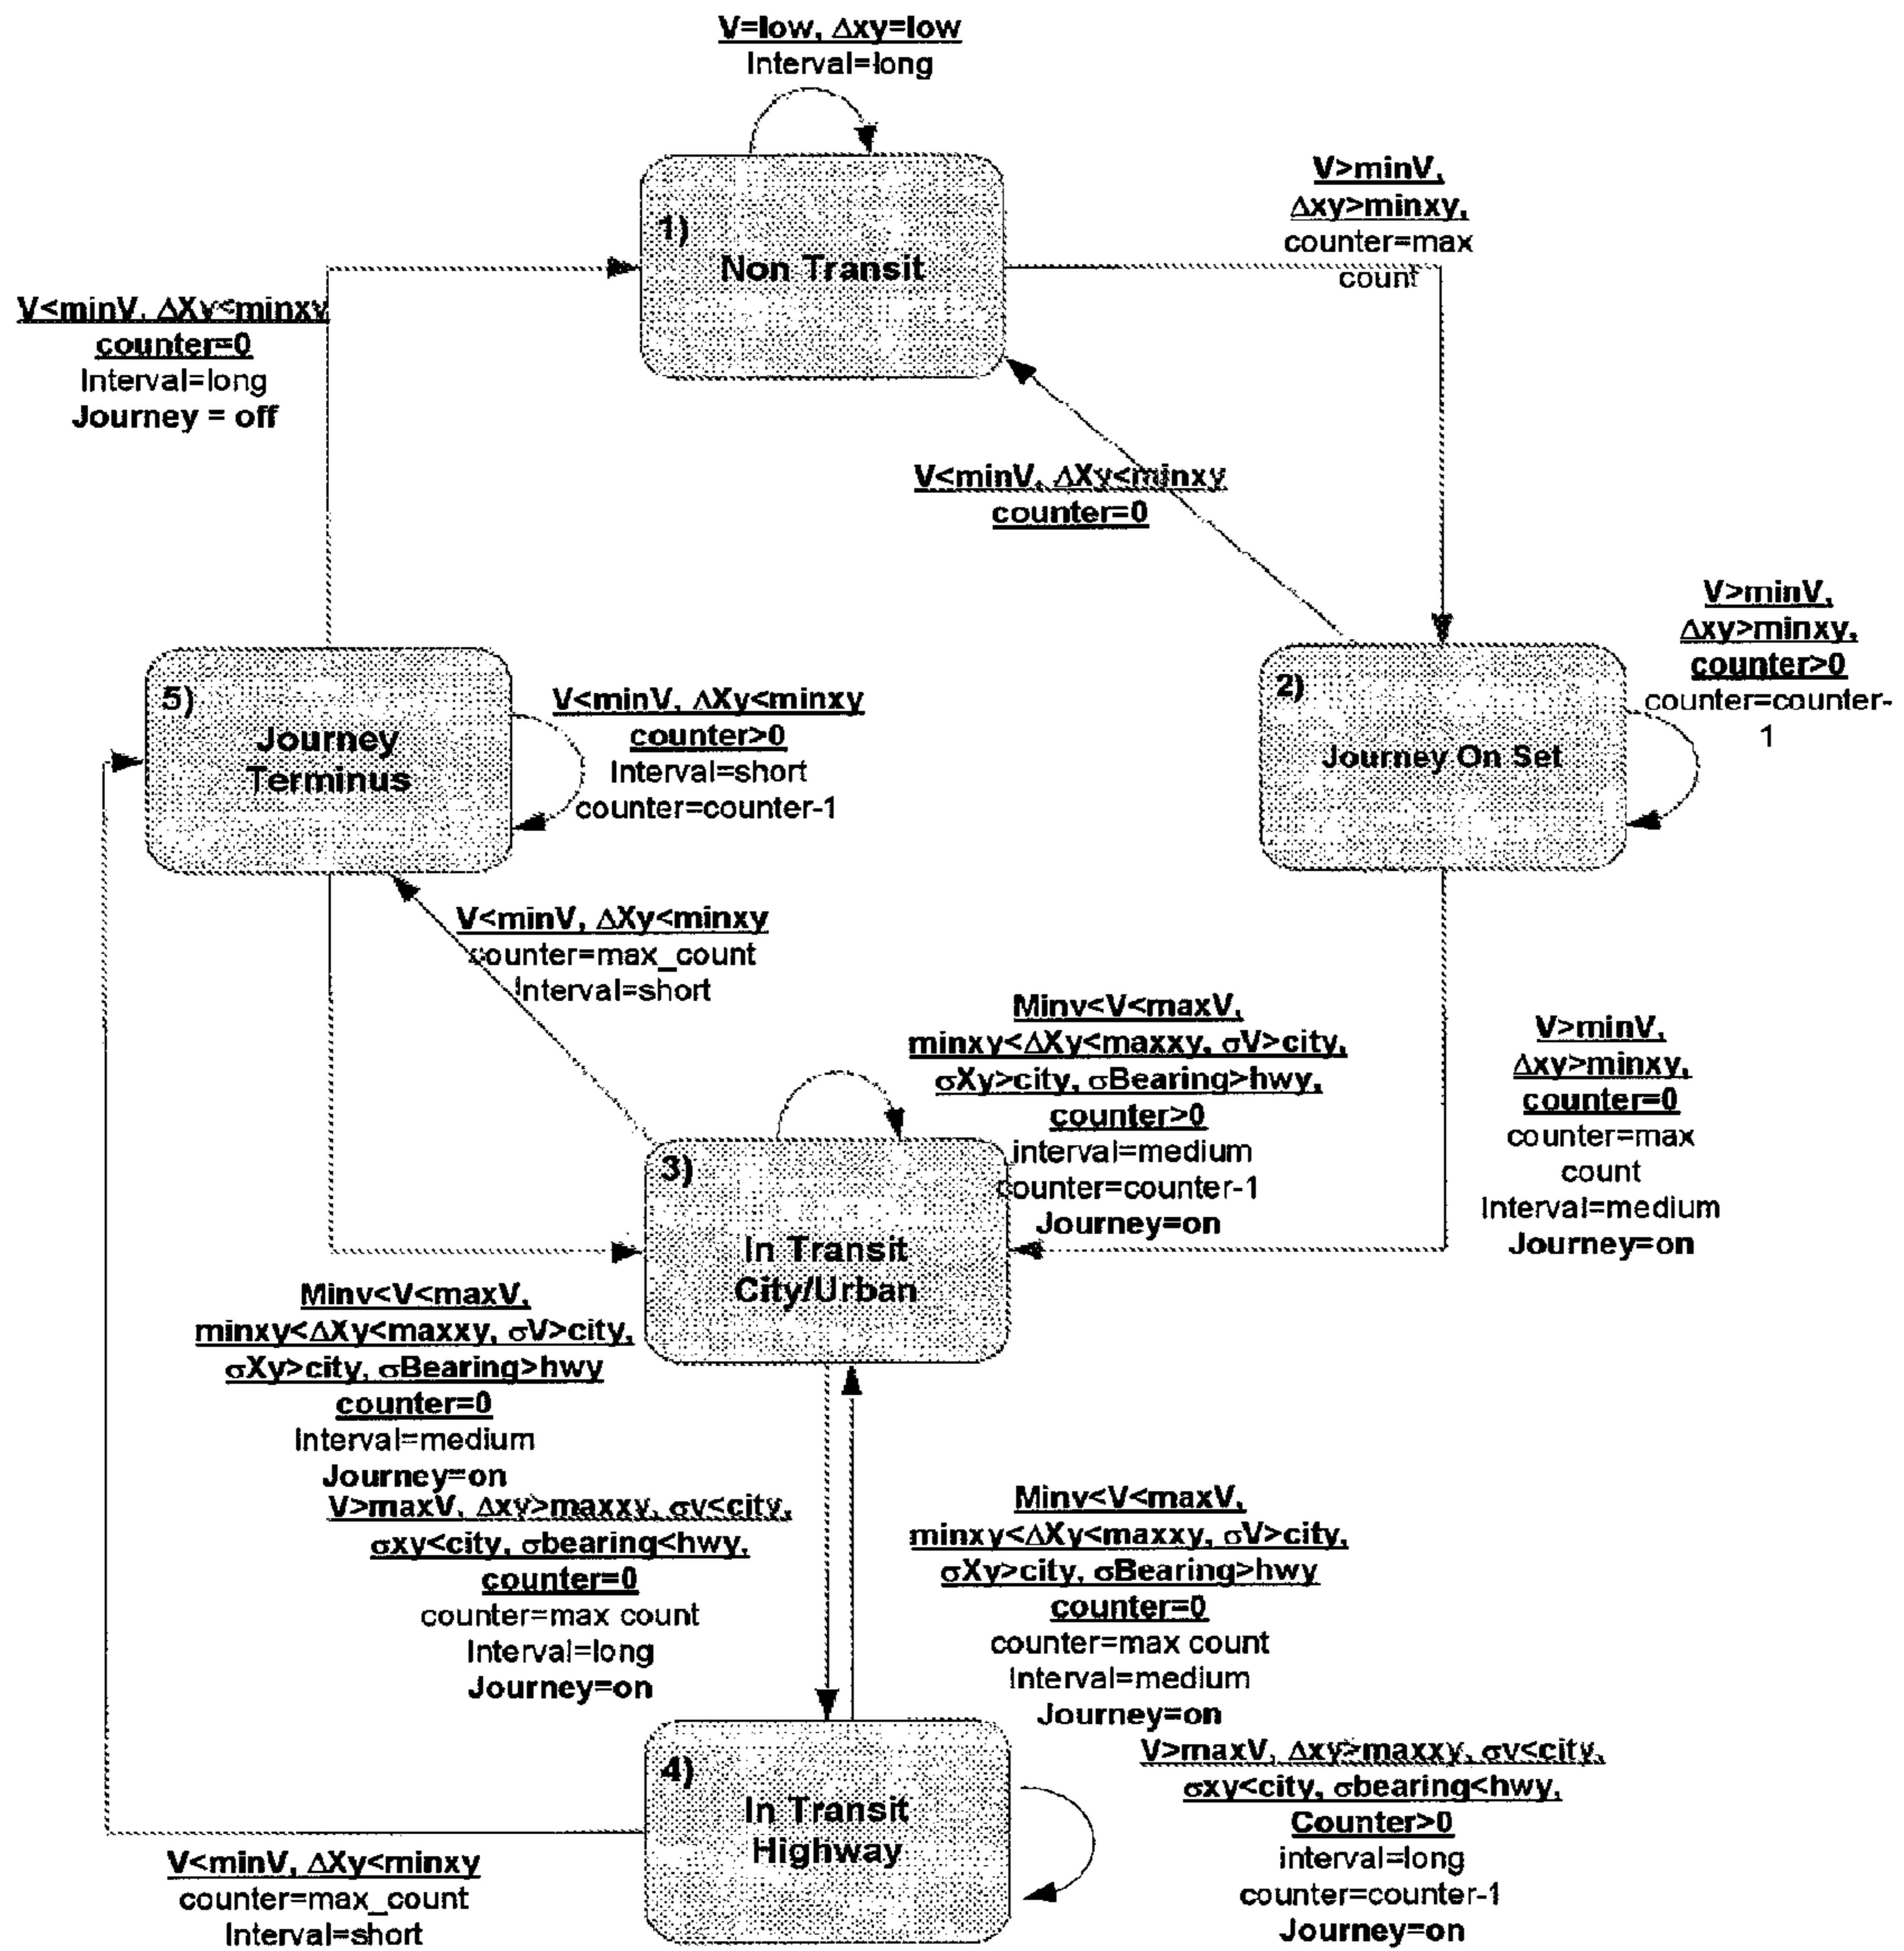 V=low, Δxy=low
Interval=long
1)
Non Transit
V>minV,
Δxy>minxy,
counter=max
count
V<minV, ΔXy<minxy
counter=0
Interval=long
Journey = off
V<minV, ΔXy<minxy
counter=0
V>minV,
Δxy>minxy,
counter>0
counter=counter-
1
2)
Journey On Set
5)
Journey
Terminus
V<minV, ΔXy<minxy
counter>0
Interval=short
counter=counter-1
V<minV, ΔXy<minxy
counter=max_count
Interval=short
Minv<V<maxV,
minxy<ΔXy<maxxy, σV>city,
σXy>city, σBearing>hwy,
counter>0
interval=medium
counter=counter-1
Journey=on
V>minV,
Δxy>minxy,
counter=0
counter=max
count
Interval=medium
Journey=on
3)
In Transit
City/Urban
Minv<V<maxV,
minxy<ΔXy<maxxy, σV>city,
σXy>city, σBearing>hwy
counter=0
Interval=medium
Journey=on
V>maxV, Δxy>maxxy, σv<city,
σxy<city, σbearing<hwy,
counter=0
counter=max count
Interval=long
Journey=on
Minv<V<maxV,
minxy<ΔXy<maxxy, σV>city,
σXy>city, σBearing>hwy
counter=0
counter=max count
Interval=medium
Journey=on
4)
In Transit
Highway
V>maxV, Δxy>maxxy, σv<city,
σxy<city, σbearing<hwy,
Counter>0
interval=long
counter=counter-1
Journey=on
V<minV, ΔXy<minxy
counter=max_count
Interval=short